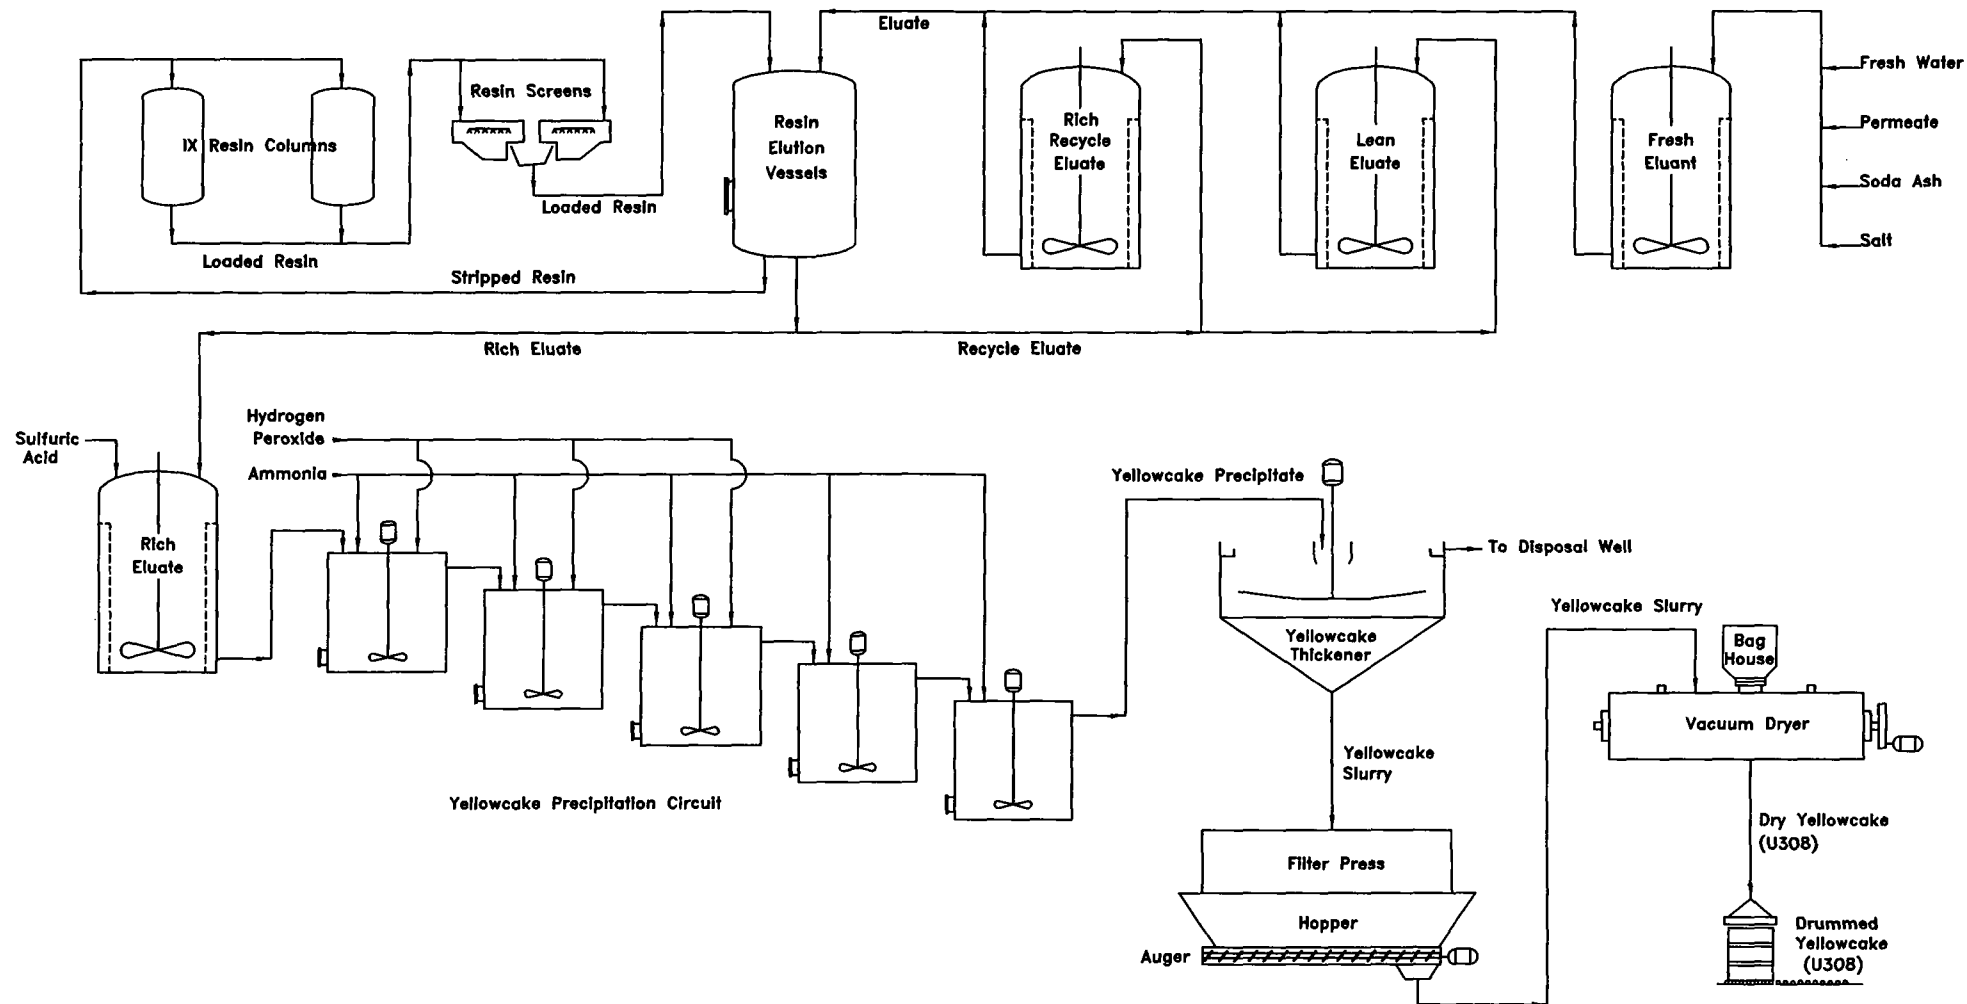 Eluate
Fresh Water
Resin Screens
Permeate
IX Resin Columns
Resin
Elution
Vessels
Rich
Recycle
Eluate
Lean
Eluate
Fresh
Eluant
Soda Ash
Loaded Resin
Salt
Loaded Resin
Stripped Resin
Rich Eluate
Recycle Eluate
Hydrogen
Peroxide
Sulfuric
Acid
Ammonia
Yellowcake Precipitate
Rich
Eluate
To Disposal Well
Yellowcake Slurry
Yellowcake
Thickener
Bag
House
Vacuum Dryer
Yellowcake
Slurry
Yellowcake Precipitation Circuit
Dry Yellowcake
(U308)
Filter Press
Hopper
Auger
Drummed
Yellowcake
(U308)